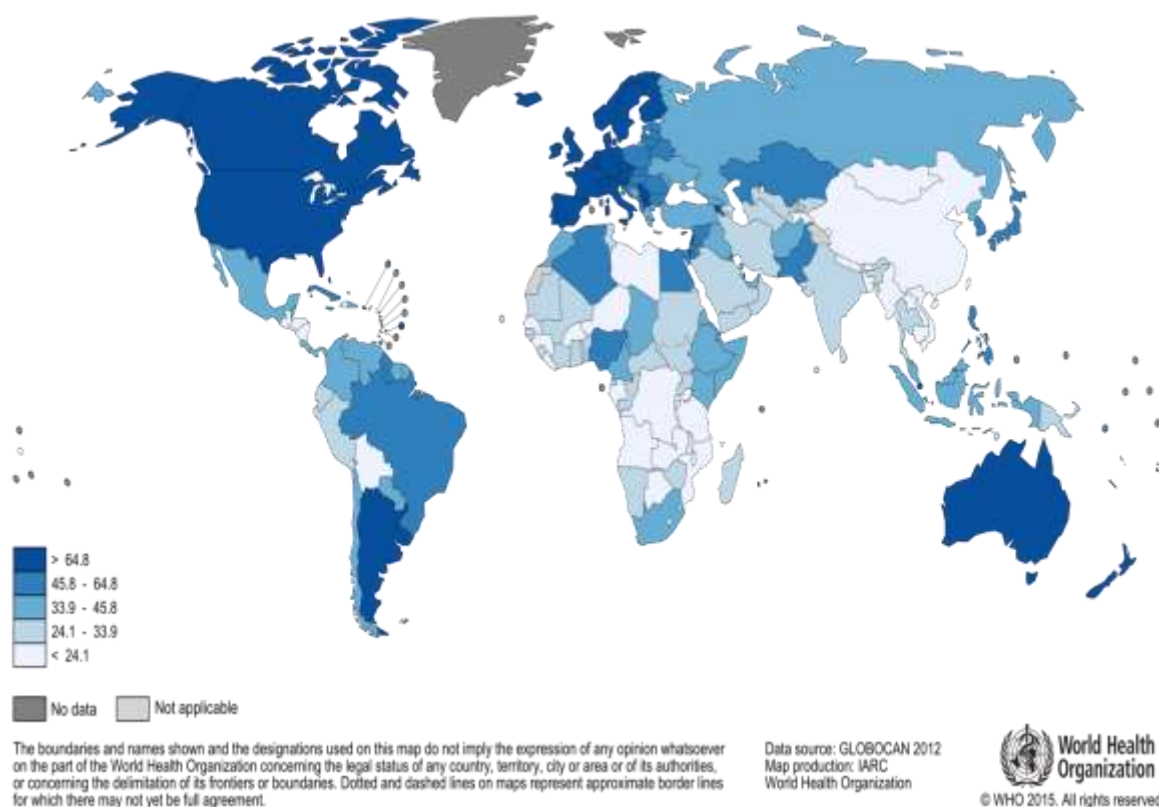 > 64.8
45.8 - 64.8
33.9 - 45.8
24.1 - 33.9
< 24.1
No data
Not applicable
The boundaries and names shown and the designations used on this map do not imply the expression of any opinion whatsoever
on the part of the World Health Organization concerning the legal status of any country, territory, city or area or of its authorities,
or concerning the delimitation of its frontiers or boundaries. Dotted and dashed lines on maps represent approximate border lines
for which there may not yet be full agreement.
Data source: GLOBOCAN 2012
Map production: IARC
World Health Organization
World Health
Organization
© WHO 2015. All rights reserved